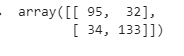 array([[ 95,  32],
       [ 34, 133]])